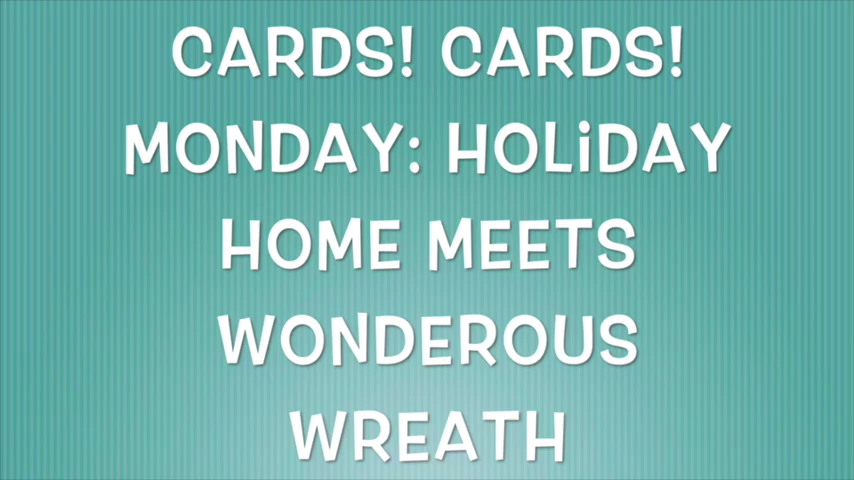 CARDS! CARDS!
MONDAY: HOLiDAY
HOME MEETS
WONDEROUS
WREATH